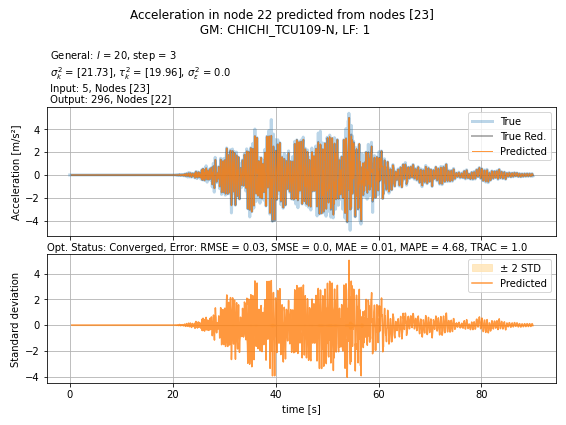 Acceleration in node 22 predicted from nodes [23]
GM: CHICHI_TCU109-N, LF: 1
General: l = 20, step = 3
σ²ₖ = [21.73], τ²ₖ = [19.96], σ²ε = 0.0
Input: 5, Nodes [23]
Output: 296, Nodes [22]
Acceleration [m/s²]
4
2
0
−2
−4
True
True Red.
Predicted
Opt. Status: Converged, Error: RMSE = 0.03, SMSE = 0.0, MAE = 0.01, MAPE = 4.68, TRAC = 1.0
Standard deviation
4
2
0
−2
−4
± 2 STD
Predicted
0 20 40 60 80
time [s]